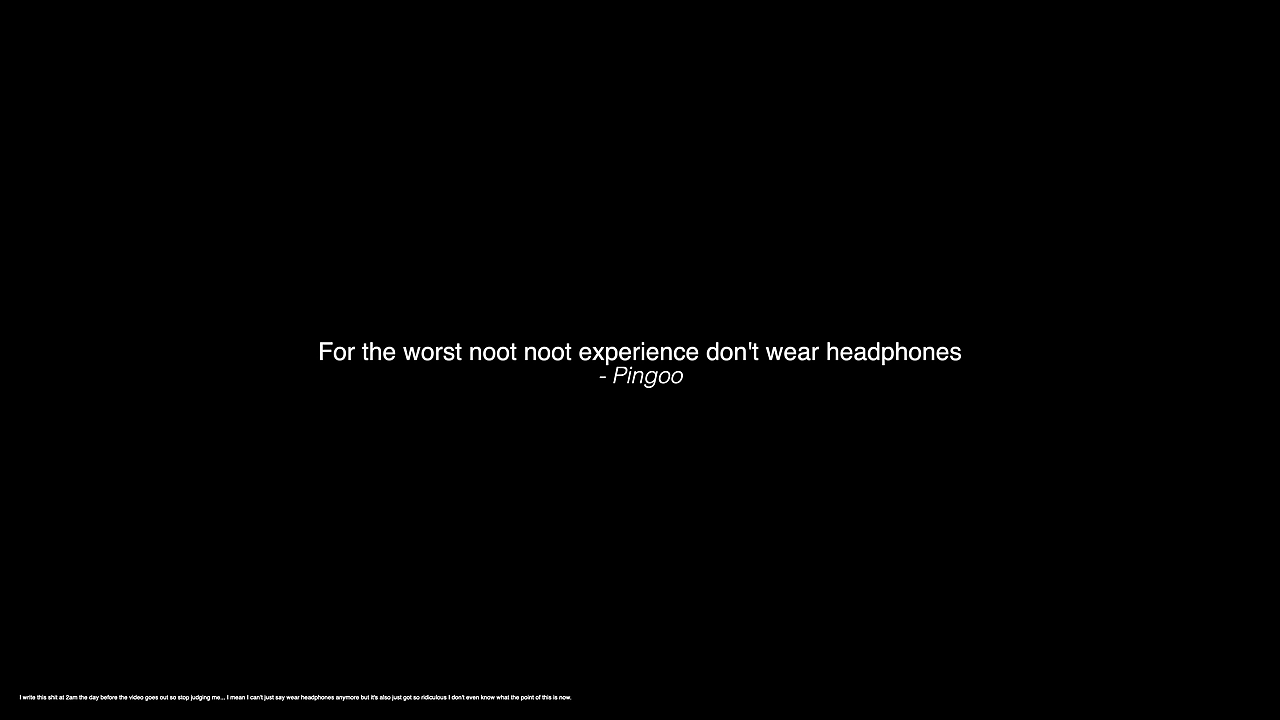 For the worst noot noot experience don't wear headphones
- Pingoo
I write this shit at 2am the day before the video goes out so stop judging me... I mean I can't just say wear headphones anymore but it's also just got so ridiculous I don't even know what the point of this is now.